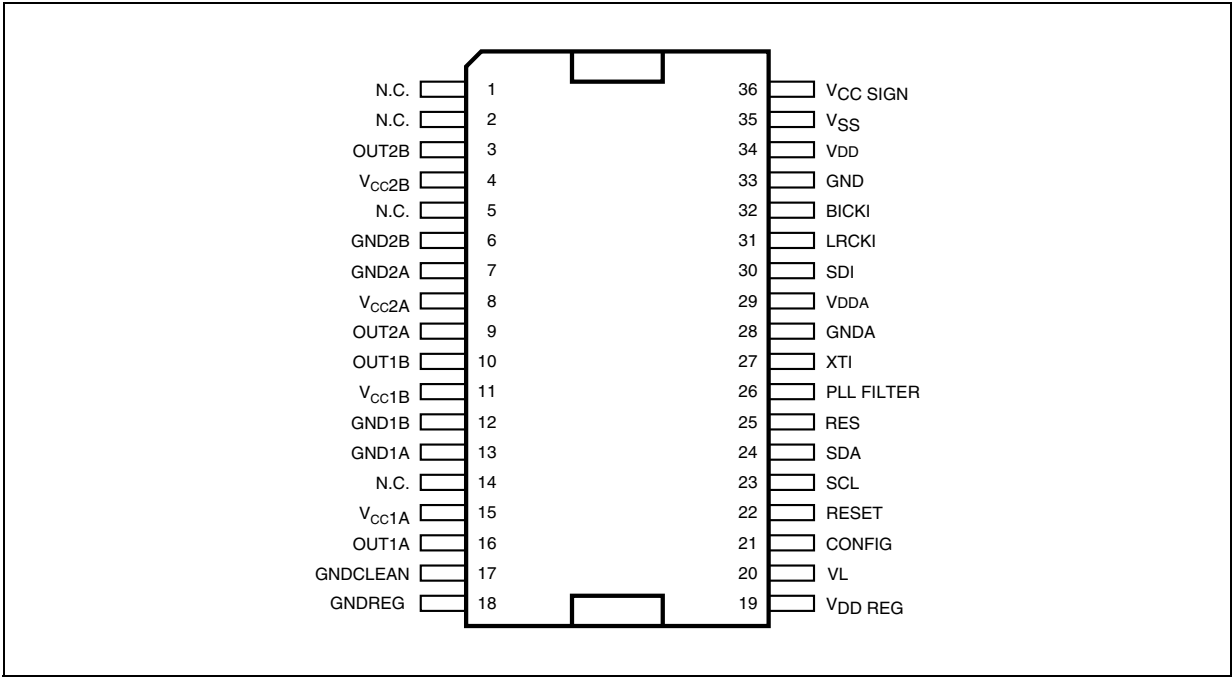 N.C. 1 36 VCC SIGN
N.C. 2 35 VSS
OUT2B 3 34 VDD
VCC2B 4 33 GND
N.C. 5 32 BICKI
GND2B 6 31 LRCKI
GND2A 7 30 SDI
VCC2A 8 29 VDDA
OUT2A 9 28 GNDA
OUT1B 10 27 XTI
VCC1B 11 26 PLL FILTER
GND1B 12 25 RES
GND1A 13 24 SDA
N.C. 14 23 SCL
VCC1A 15 22 RESET
OUT1A 16 21 CONFIG
GNDCLEAN 17 20 VL
GNDREG 18 19 VDD REG